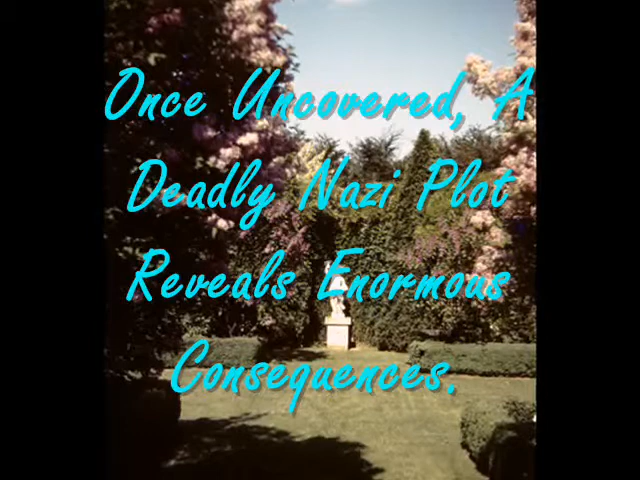 Once Uncovered, A
Deadly Nazi Plot
Reveals Enormous
Consequences.